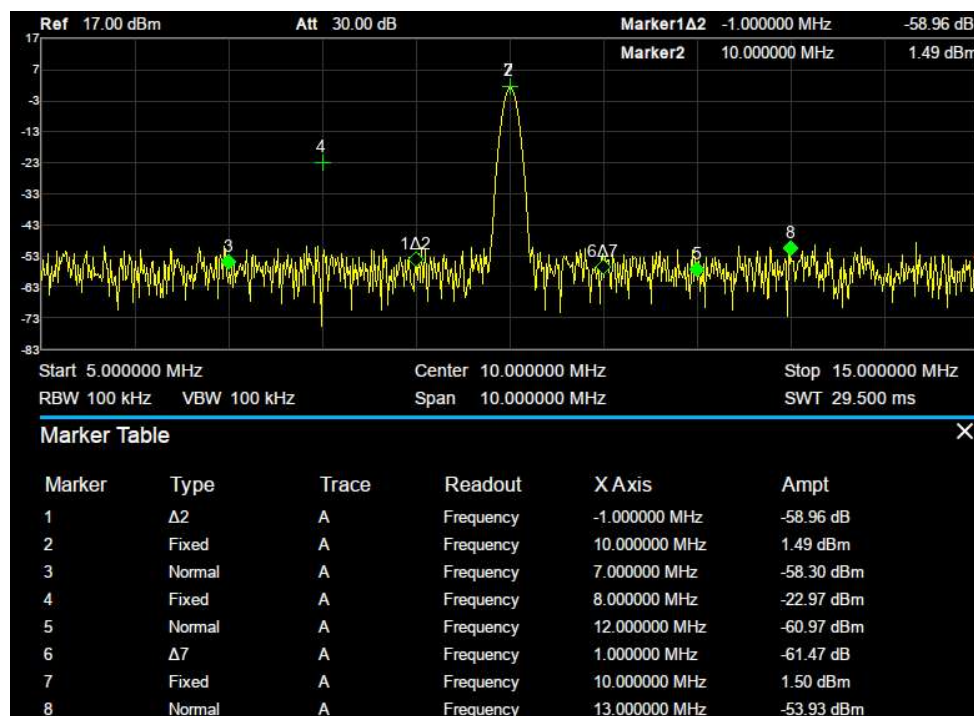 Ref 17.00 dBm Att 30.00 dB Marker1Δ2 -1.000000 MHz -58.96 dB
17 Marker2 10.000000 MHz 1.49 dBm
7
-3
-13
-23 4
-33
-43
-53 3 1Δ2 6Δ7 5 8
-63
-73
-83
Start 5.000000 MHz Center 10.000000 MHz Stop 15.000000 MHz
RBW 100 kHz VBW 100 kHz Span 10.000000 MHz SWT 29.500 ms
Marker Table ×
Marker Type Trace Readout X Axis Ampt
1 Δ2 A Frequency -1.000000 MHz -58.96 dB
2 Fixed A Frequency 10.000000 MHz 1.49 dBm
3 Normal A Frequency 7.000000 MHz -58.30 dBm
4 Fixed A Frequency 8.000000 MHz -22.97 dBm
5 Normal A Frequency 12.000000 MHz -60.97 dBm
6 Δ7 A Frequency 1.000000 MHz -61.47 dB
7 Fixed A Frequency 10.000000 MHz 1.50 dBm
8 Normal A Frequency 13.000000 MHz -53.93 dBm